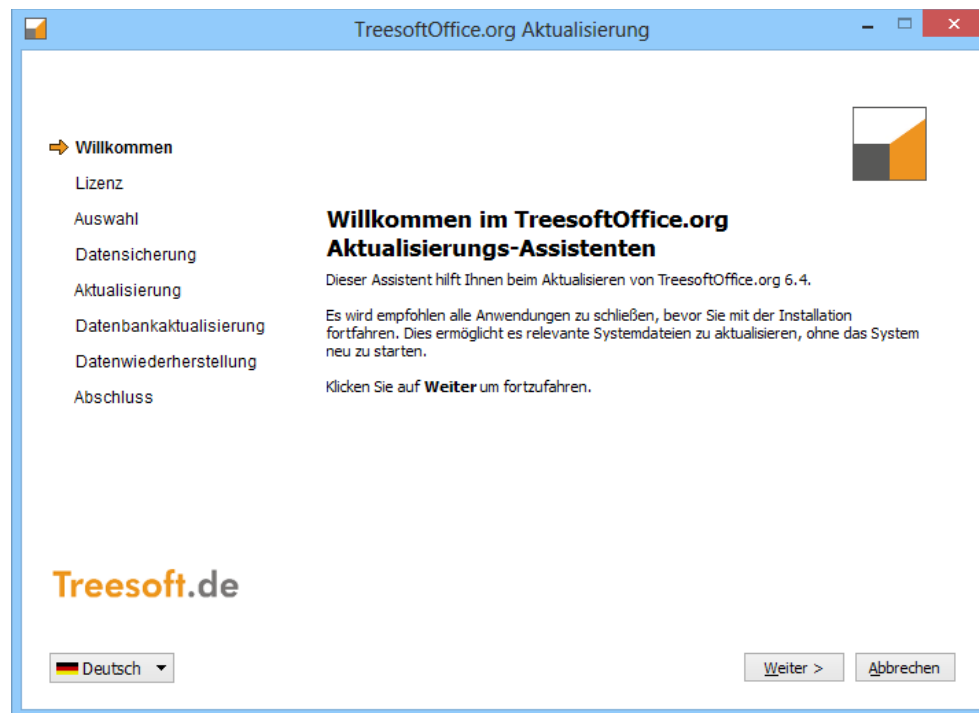 TreesoftOffice.org Aktualisierung
Willkommen
Lizenz
Auswahl
Datensicherung
Aktualisierung
Datenbankaktualisierung
Datenwiederherstellung
Abschluss
Willkommen im TreesoftOffice.org
Aktualisierungs-Assistenten
Dieser Assistent hilft Ihnen beim Aktualisieren von TreesoftOffice.org 6.4.
Es wird empfohlen alle Anwendungen zu schließen, bevor Sie mit der Installation
fortfahren. Dies ermöglicht es relevante Systemdateien zu aktualisieren, ohne das System
neu zu starten.
Klicken Sie auf Weiter um fortzufahren.
Treesoft.de
Deutsch
Weiter >
Abbrechen